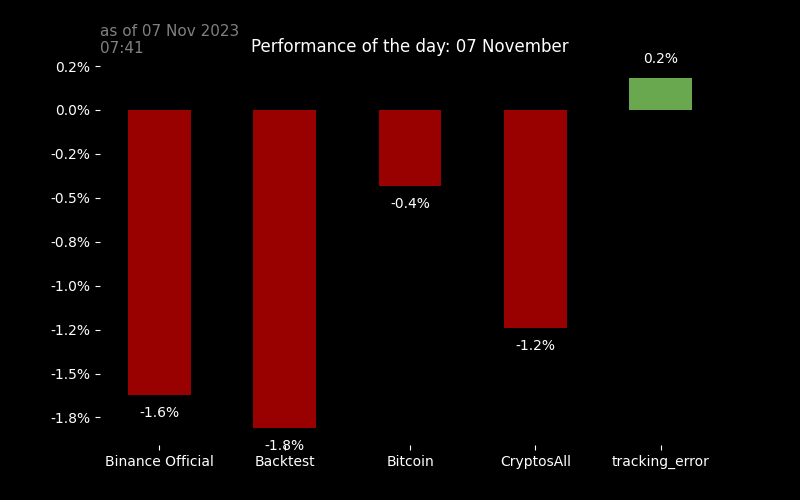 as of 07 Nov 2023
07:41
Performance of the day: 07 November
0.2%
0.2%
0.0%
-0.2%
-0.5%
-0.4%
-0.8%
-1.0%
-1.2%
-1.2%
-1.5%
-1.6%
-1.8%
-1.8%
Binance Official
Backtest
Bitcoin
CryptosAll
tracking_error